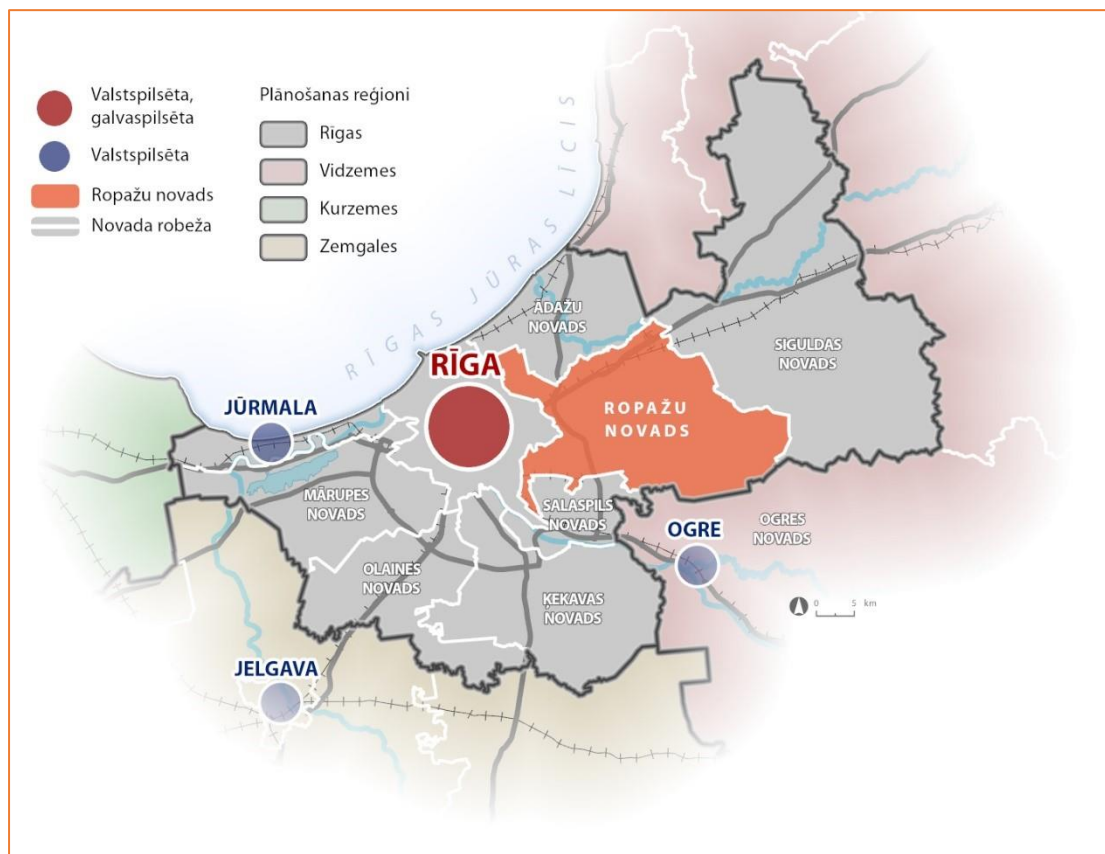 Valstspilsēta,
galvaspilsēta
Valstspilsēta
Ropažu novads
Novada robeža
Plānošanas reģioni
Rīgas
Vidzemes
Kurzemes
Zemgales
RĪGAS JŪRAS LĪCIS
ĀDAŽU
NOVADS
SIGULDAS
NOVADS
RĪGA
ROPAŽU
NOVADS
JŪRMALA
MĀRUPES
NOVADS
SALASPILS
NOVADS
OGRE
OGRES
NOVADS
OLAINES
NOVADS
ĶEKAVAS
NOVADS
0 5 km
JELGAVA